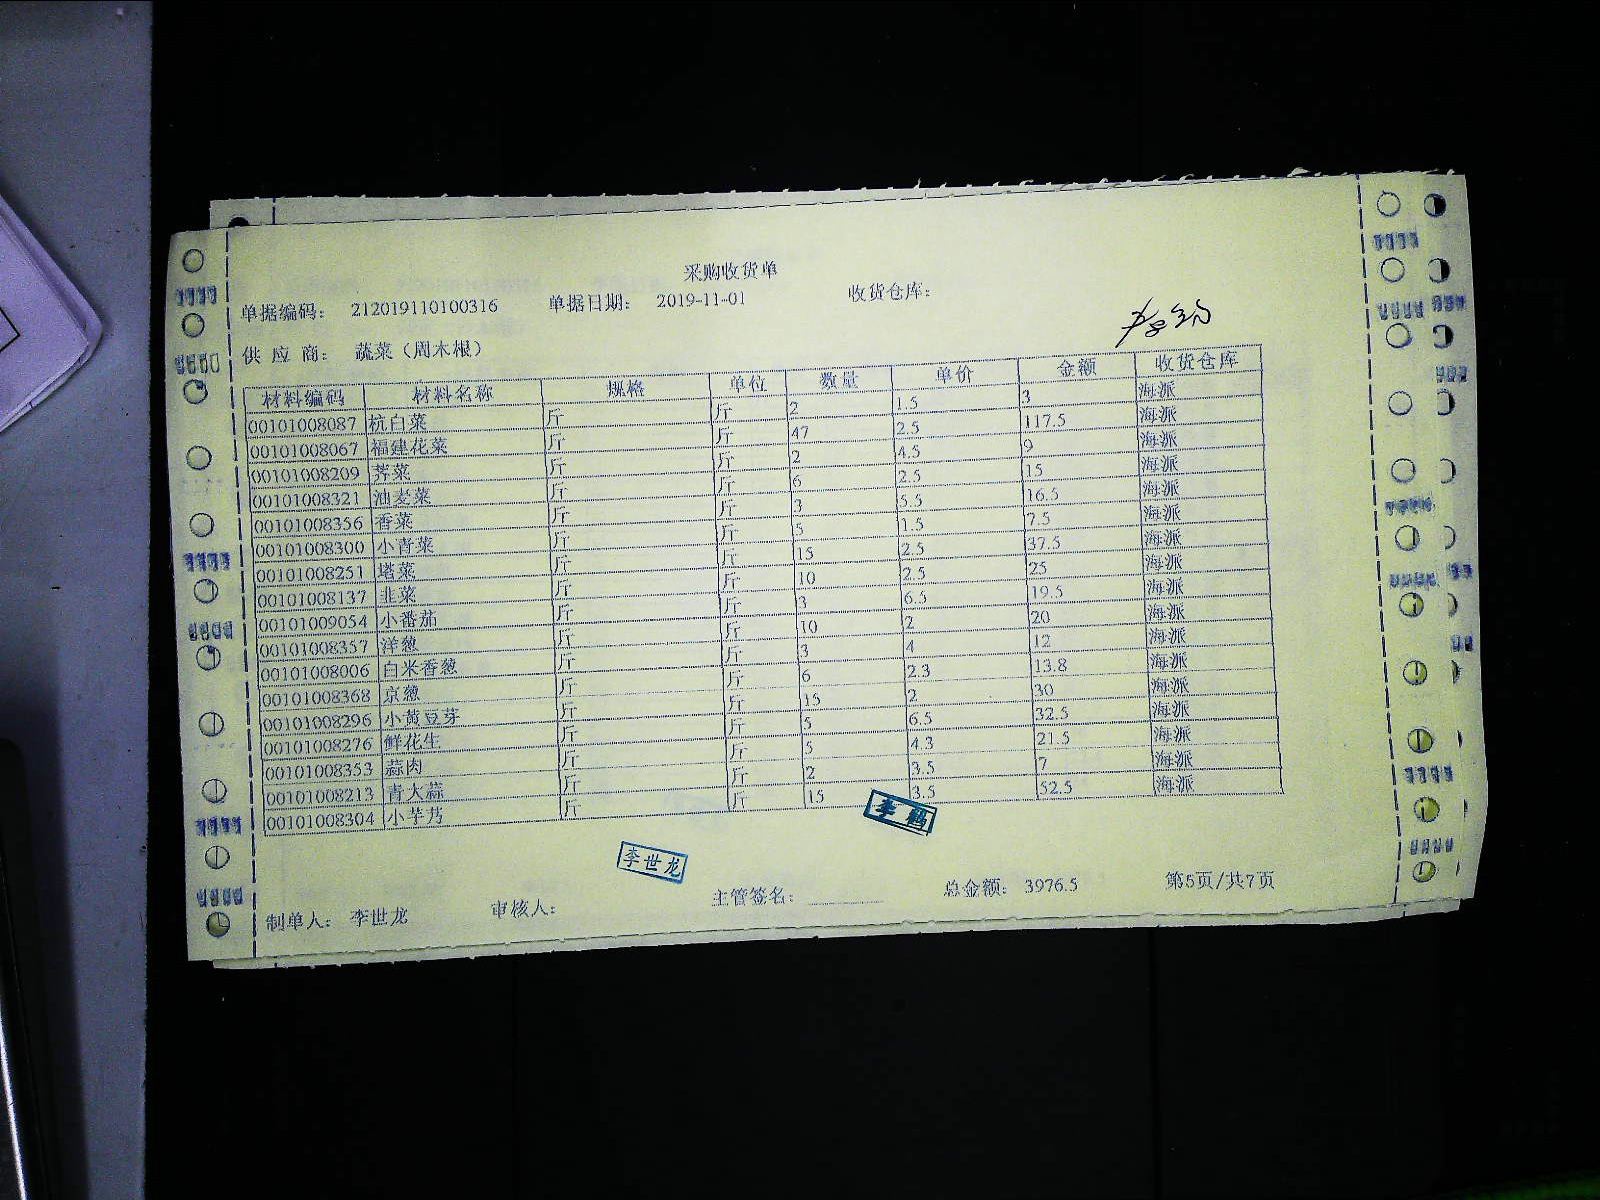 采购收货单
单据编码： 212019110100316 单据日期： 2019-11-01 收货仓库：
供 应 商： 蔬菜（周木根）
材料编码 材料名称 规格 单位 数量 单价 金额 收货仓库
00101008087 杭白菜 斤 斤 2 1.5 3 海派
00101008067 福建花菜 斤 斤 47 2.5 117.5 海派
00101008209 荠菜 斤 斤 2 4.5 9 海派
00101008321 油麦菜 斤 斤 6 2.5 15 海派
00101008356 香菜 斤 斤 3 5.5 16.5 海派
00101008300 小青菜 斤 斤 5 1.5 7.5 海派
00101008251 塔菜 斤 斤 15 2.5 37.5 海派
00101008137 韭菜 斤 斤 10 2.5 25 海派
00101009054 小番茄 斤 斤 3 6.5 19.5 海派
00101008357 洋葱 斤 斤 10 2 20 海派
00101008006 白米香葱 斤 斤 3 4 12 海派
00101008368 京葱 斤 斤 6 2.3 13.8 海派
00101008296 小黄豆芽 斤 斤 15 2 30 海派
00101008276 鲜花生 斤 斤 5 6.5 32.5 海派
00101008353 蒜肉 斤 斤 5 4.3 21.5 海派
00101008213 青大蒜 斤 斤 2 3.5 7 海派
00101008304 小芋艿 斤 斤 15 3.5 52.5 海派
李鹤
李世龙
制单人： 李世龙 审核人： 主管签名： 总金额： 3976.5 第5页/共7页